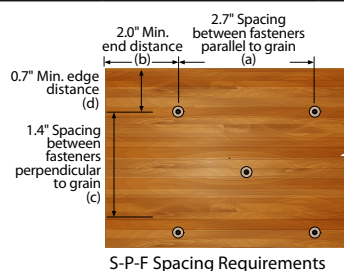 2.0" Min.
end distance
(b)
2.7" Spacing
between fasteners
parallel to grain
(a)
0.7" Min. edge
distance
(d)
1.4" Spacing
between
fasteners
perpendicular
to grain
(c)
S-P-F Spacing Requirements